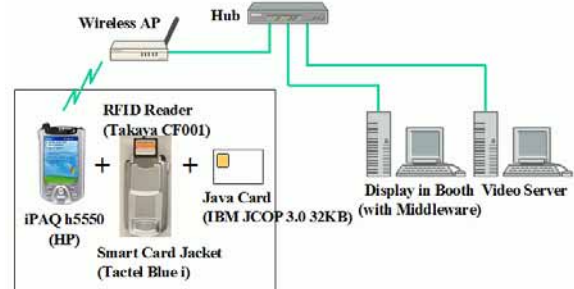 Wireless AP
Hub
RFID Reader
(Takaya CF001)
iPAQ h5550
(HP)
Java Card
(IBM JCOP 3.0 32KB)
Smart Card Jacket
(Tactel Blue i)
Display in Booth
(with Middleware)
Video Server